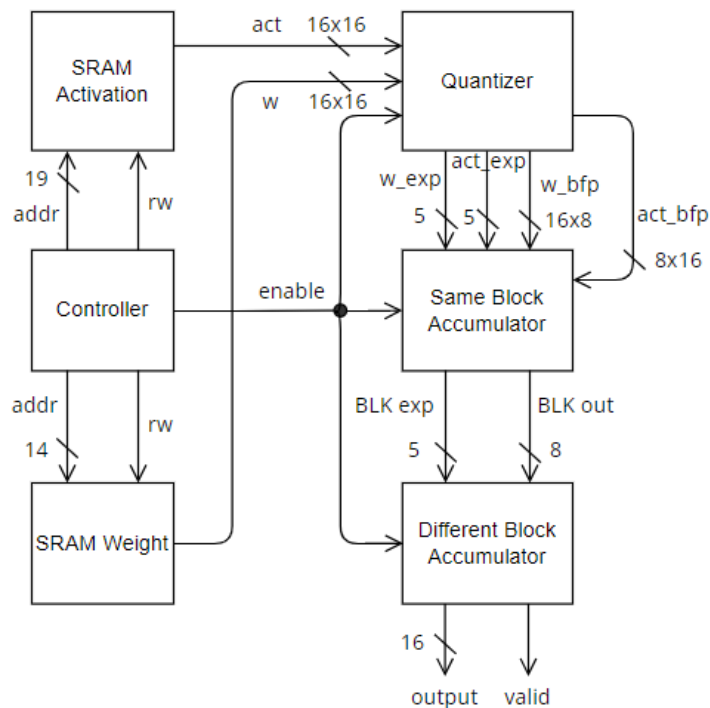 act 16x16
SRAM
Activation
Quantizer
w 16x16
19
addr
rw
w_exp
act_exp
w_bfp
act_bfp
5
5
16x8
8x16
Controller
enable
Same Block
Accumulator
addr
14
rw
BLK exp
BLK out
5
8
SRAM Weight
Different Block
Accumulator
16
output
valid